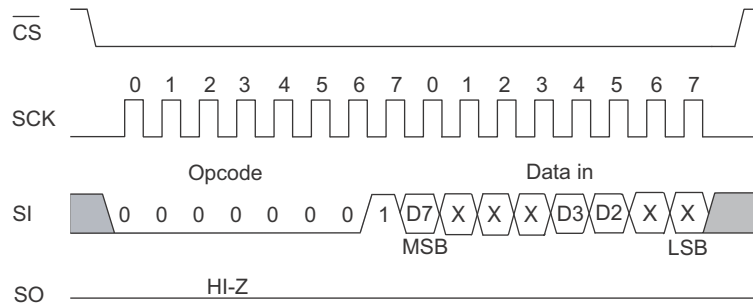 CS
0 1 2 3 4 5 6 7 0 1 2 3 4 5 6 7
SCK
Opcode Data in
SI 0 0 0 0 0 0 0 1 D7 X X X D3 D2 X X
MSB LSB
HI-Z
SO